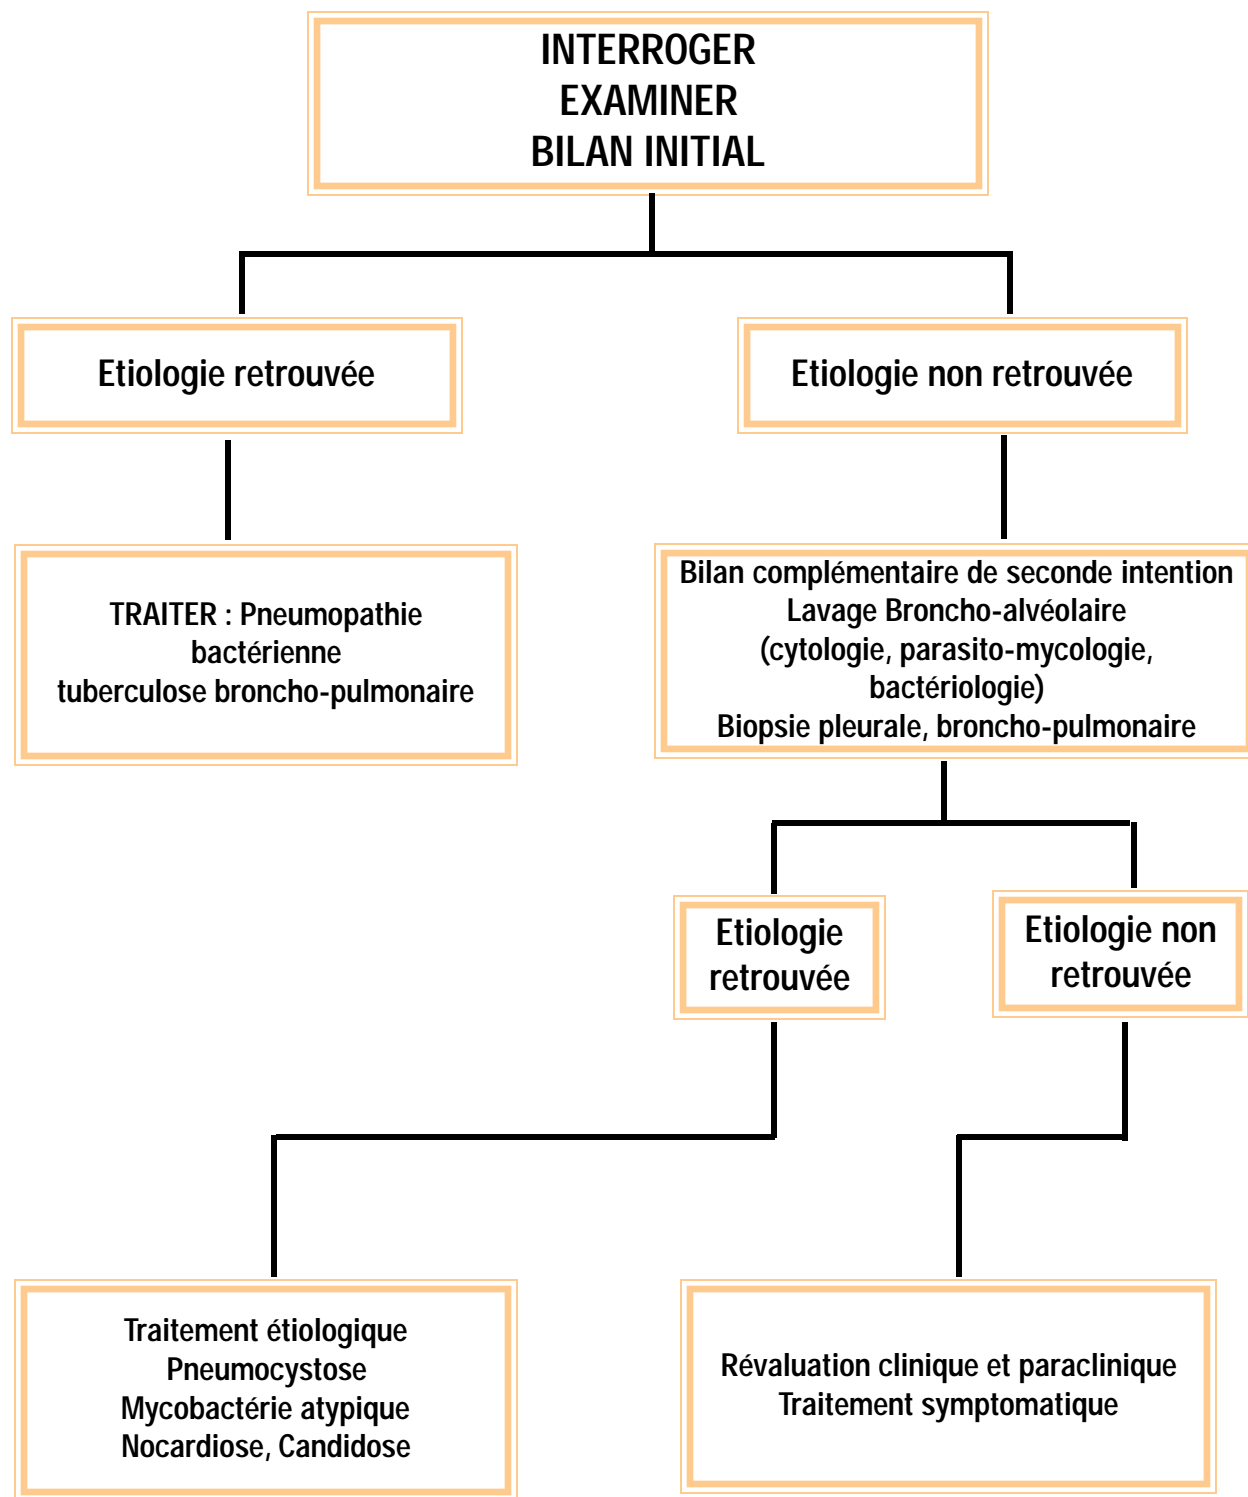 INTERROGER
EXAMINER
BILAN INITIAL
Etiologie retrouvée
Etiologie non retrouvée
TRAITER : Pneumopathie
bactérienne
tuberculose broncho-pulmonaire
Bilan complémentaire de seconde intention
Lavage Broncho-alvéolaire
(cytologie, parasito-mycologie,
bactériologie)
Biopsie pleurale, broncho-pulmonaire
Etiologie
retrouvée
Etiologie non
retrouvée
Traitement étiologique
Pneumocystose
Mycobactérie atypique
Nocardiose, Candidose
Révaluation clinique et paraclinique
Traitement symptomatique